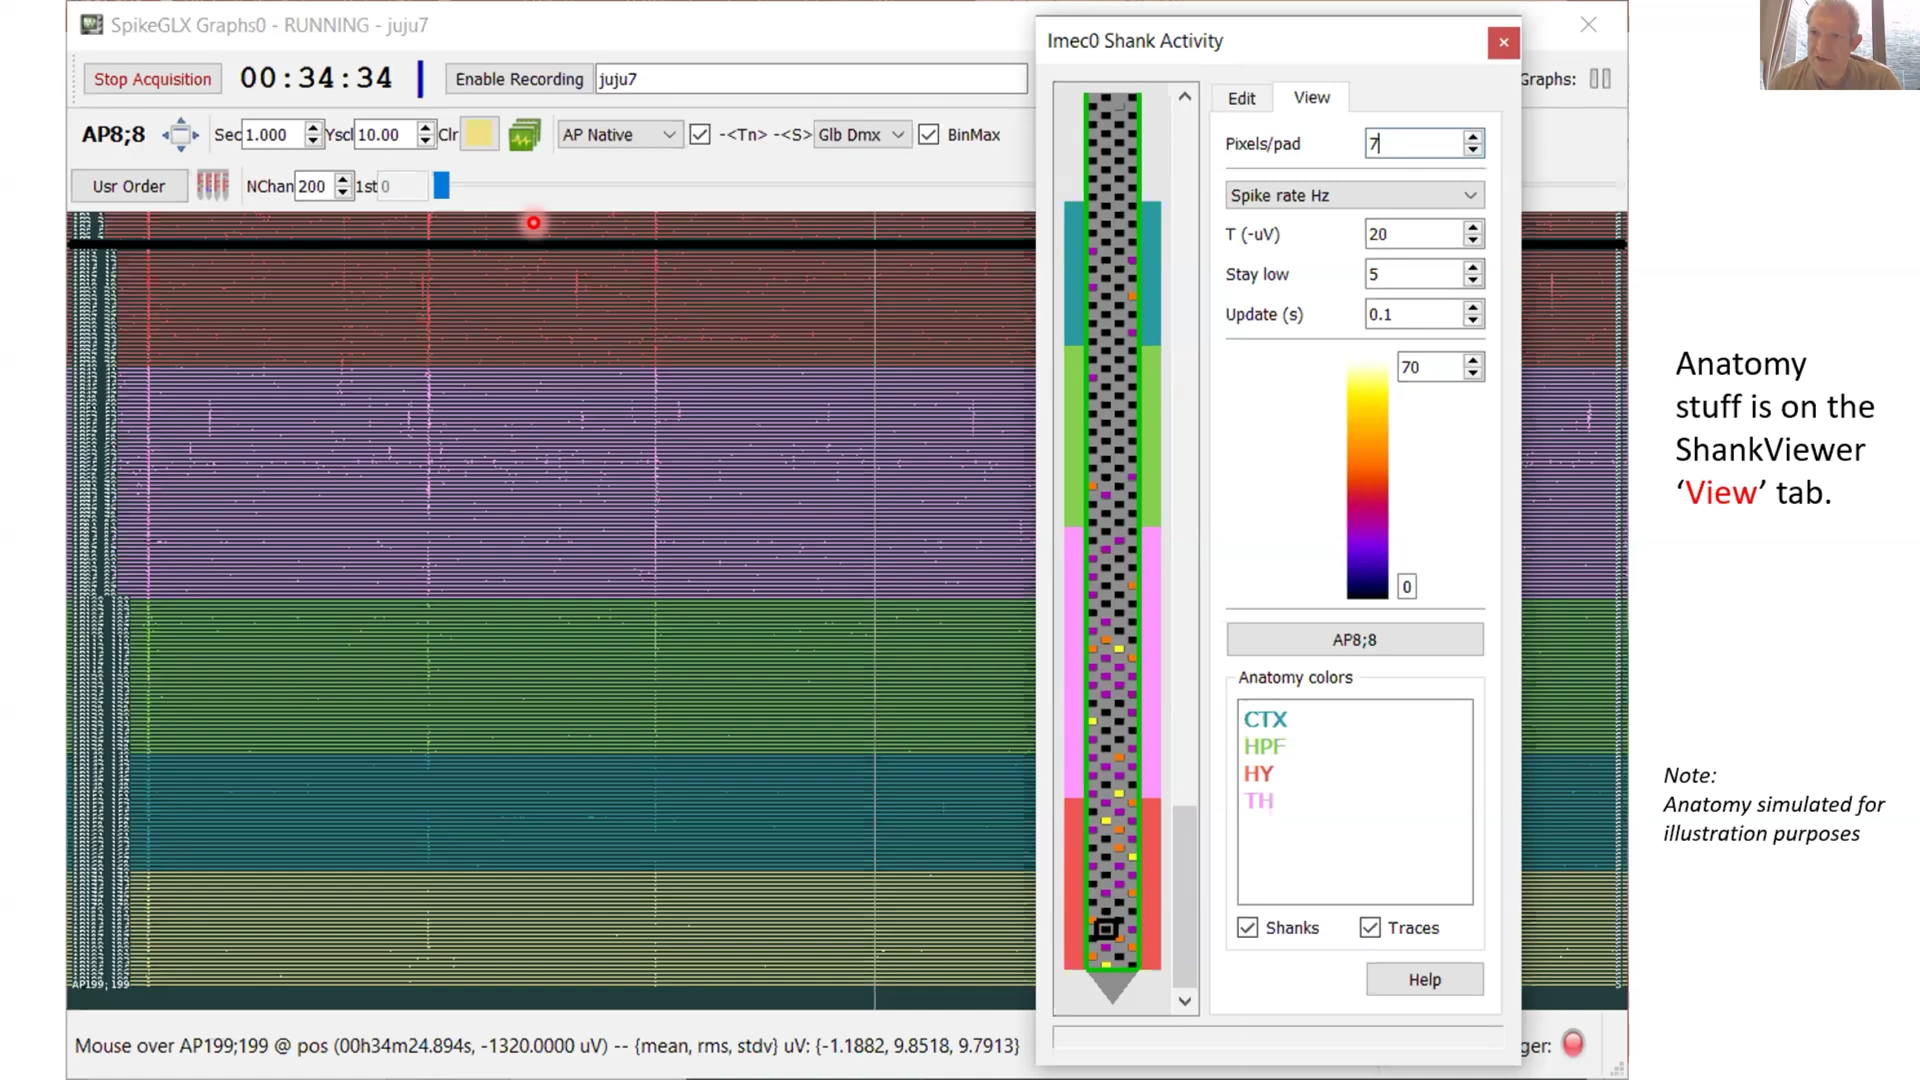 SpikeGLX Graphs0 - RUNNING - juju7
Stop Acquisition 00:34:34 Enable Recording juju7 Graphs:
AP8;8 Sec 1.000 Yscl 10.00 Clr AP Native -<Tn> -<S> Glb Dmx BinMax
Usr Order NChan 200 1st 0
AP199;199
Mouse over AP199;199 @ pos (00h34m24.894s, -1320.0000 uV) -- {mean, rms, stdv} uV: {-1.1882, 9.8518, 9.7913}
ger:
Imec0 Shank Activity
Edit View
Pixels/pad 7
Spike rate Hz
T (-uV) 20
Stay low 5
Update (s) 0.1
70
0
AP8;8
Anatomy colors
CTX
HPF
HY
TH
Shanks Traces
Help
Anatomy
stuff is on the
ShankViewer
‘View’ tab.
Note:
Anatomy simulated for
illustration purposes